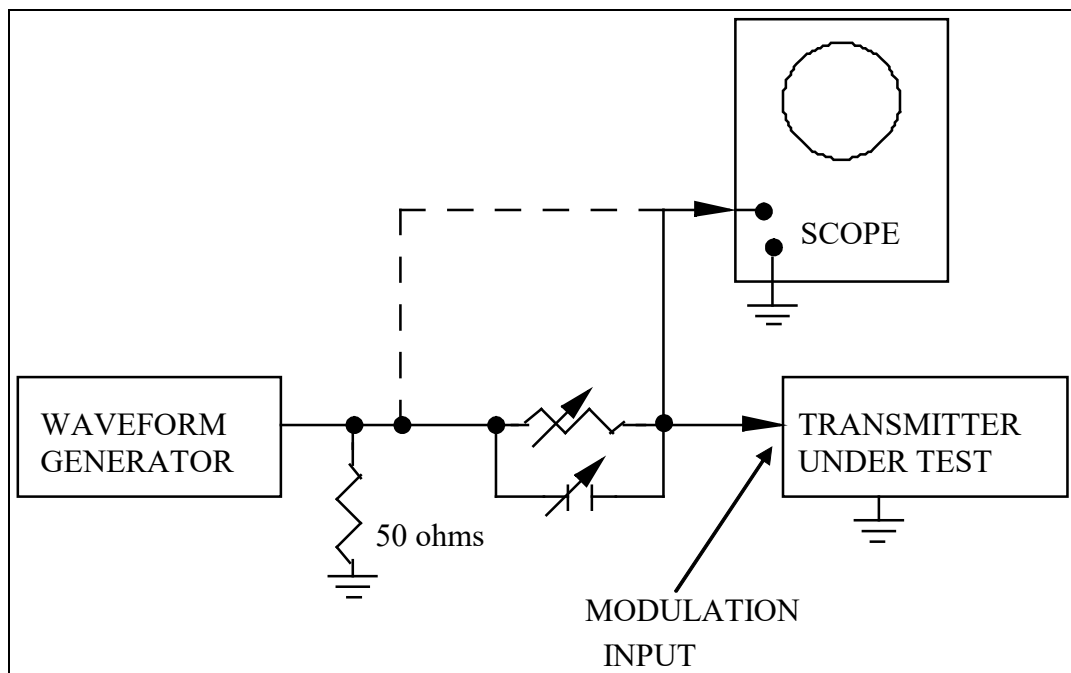 SCOPE
WAVEFORM
GENERATOR
TRANSMITTER
UNDER TEST
50 ohms
MODULATION
INPUT